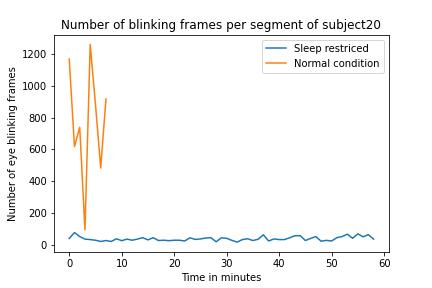 Number of blinking frames per segment of subject20
Sleep restriced
Normal condition
Number of eye blinking frames
1200
1000
800
600
400
200
0
0 10 20 30 40 50 60
Time in minutes